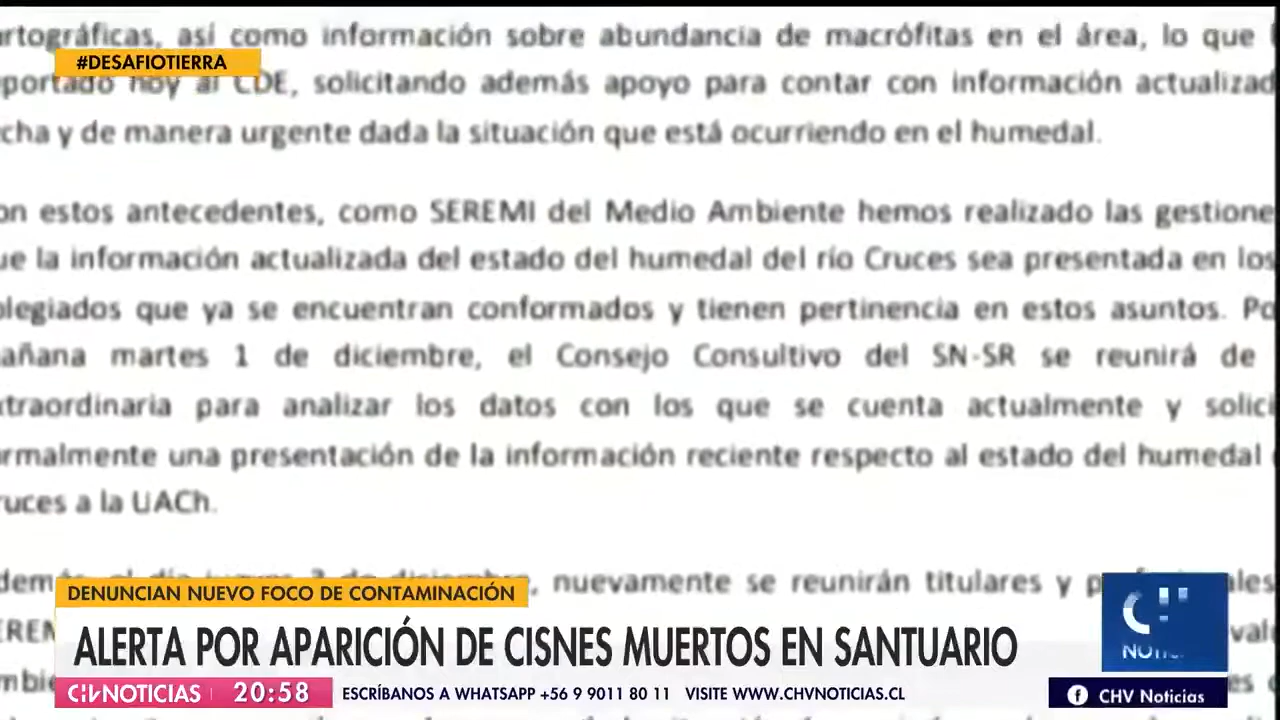 rtográficas, así como información sobre abundancia de macrófitas en el área, lo que
#DESAFIOTIERRA
portado hoy al CDE, solicitando además apoyo para contar con información actualizad
cha y de manera urgente dada la situación que está ocurriendo en el humedal.
on estos antecedentes, como SEREMI del Medio Ambiente hemos realizado las gestione
ue la información actualizada del estado del humedal del río Cruces sea presentada en los
olegiados que ya se encuentran conformados y tienen pertinencia en estos asuntos. Po
añana martes 1 de diciembre, el Consejo Consultivo del SN-SR se reunirá de
xtraordinaria para analizar los datos con los que se cuenta actualmente y solici
ormalmente una presentación de la información reciente respecto al estado del humedal
ruces a la UACh.
nuevamente se reunirán titulares y
DENUNCIAN NUEVO FOCO DE CONTAMINACIÓN
ALERTA POR APARICIÓN DE CISNES MUERTOS EN SANTUARIO
CHVNOTICIAS 20:58 ESCRÍBANOS A WHATSAPP +56 9 9011 80 11 VISITE WWW.CHVNOTICIAS.CL
CHV Noticias